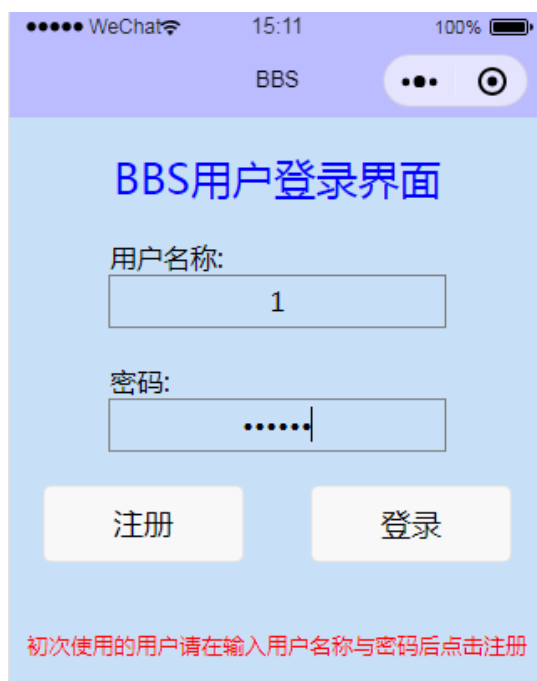 WeChat 15:11 100%
BBS
BBS用户登录界面
用户名称:
1
密码:
••••••
注册 登录
初次使用的用户请在输入用户名称与密码后点击注册